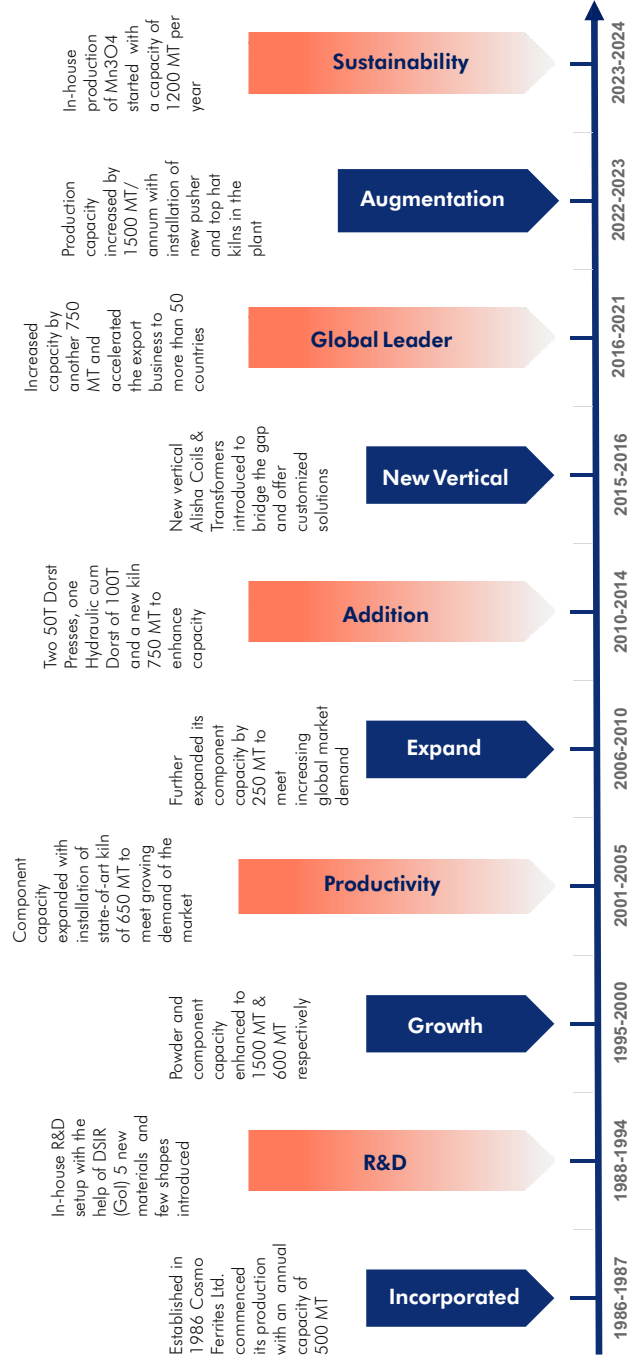 Established in
1986 Cosmo
Ferrites Ltd.
commenced
its production
with an annual
capacity of
500 MT
Incorporated
1986-1987
In-house R&D
setup with the
help of DSIR
(GoI) 5 new
materials and
few shapes
introduced
R&D
1988-1994
Powder and
component
capacity
enhanced to
1500 MT &
600 MT
respectively
Growth
1995-2000
Component
capacity
expanded with
installation of
state-of-art kiln
of 650 MT to
meet growing
demand of the
market
Productivity
2001-2005
Further
expanded its
component
capacity by
250 MT to
meet
increasing
global market
demand
Expand
2006-2010
Two 50T Dorst
Presses, one
Hydraulic cum
Dorst of 100T
and a new kiln
750 MT to
enhance
capacity
Addition
2010-2014
New vertical
Alisha Coils &
Transformers
introduced to
bridge the gap
and offer
customized
solutions
New Vertical
2015-2016
Increased
capacity by
another 750
MT and
accelerated
the export
business to
more than 50
countries
Global Leader
2016-2021
Production
capacity
increased by
1500 MT/
annum with
installation of
new pusher
and top hat
kilns in the
plant
Augmentation
2022-2023
In-house
production
of Mn3O4
started with
a capacity of
1200 MT per
year
Sustainability
2023-2024